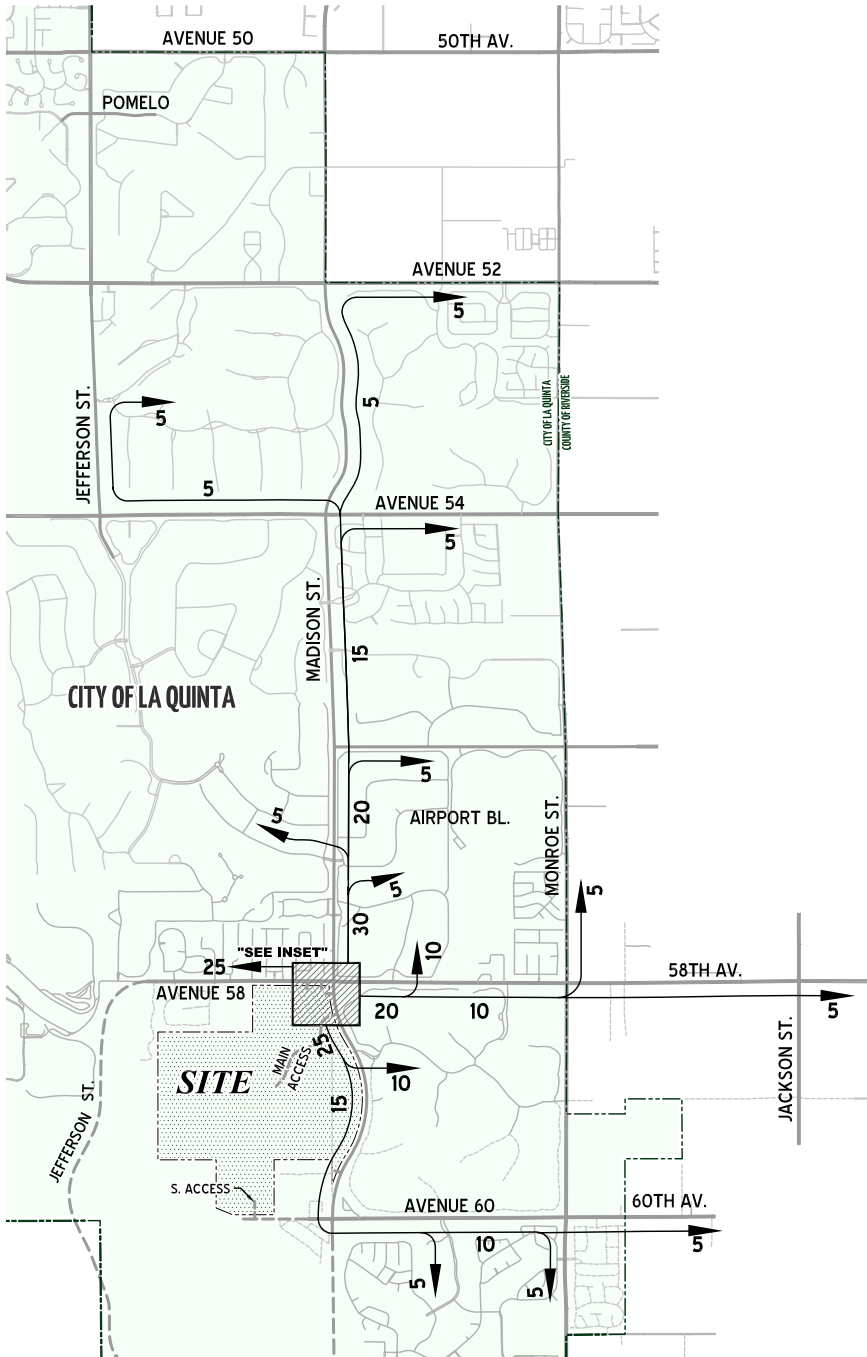 AVENUE 50
50TH AV.
POMELO
AVENUE 52
5
5
5
JEFFERSON ST.
CITY OF LA QUINTA
COUNTY OF RIVERSIDE
5
AVENUE 54
5
MADISON ST.
15
CITY OF LA QUINTA
5
20
5
AIRPORT BL.
MONROE ST.
5
5
30
10
"SEE INSET"
25
58TH AV.
AVENUE 58
20
10
5
JACKSON ST.
25
MAIN
ACCESS
SITE
10
15
JEFFERSON ST.
S. ACCESS
AVENUE 60
60TH AV.
10
5
5
5